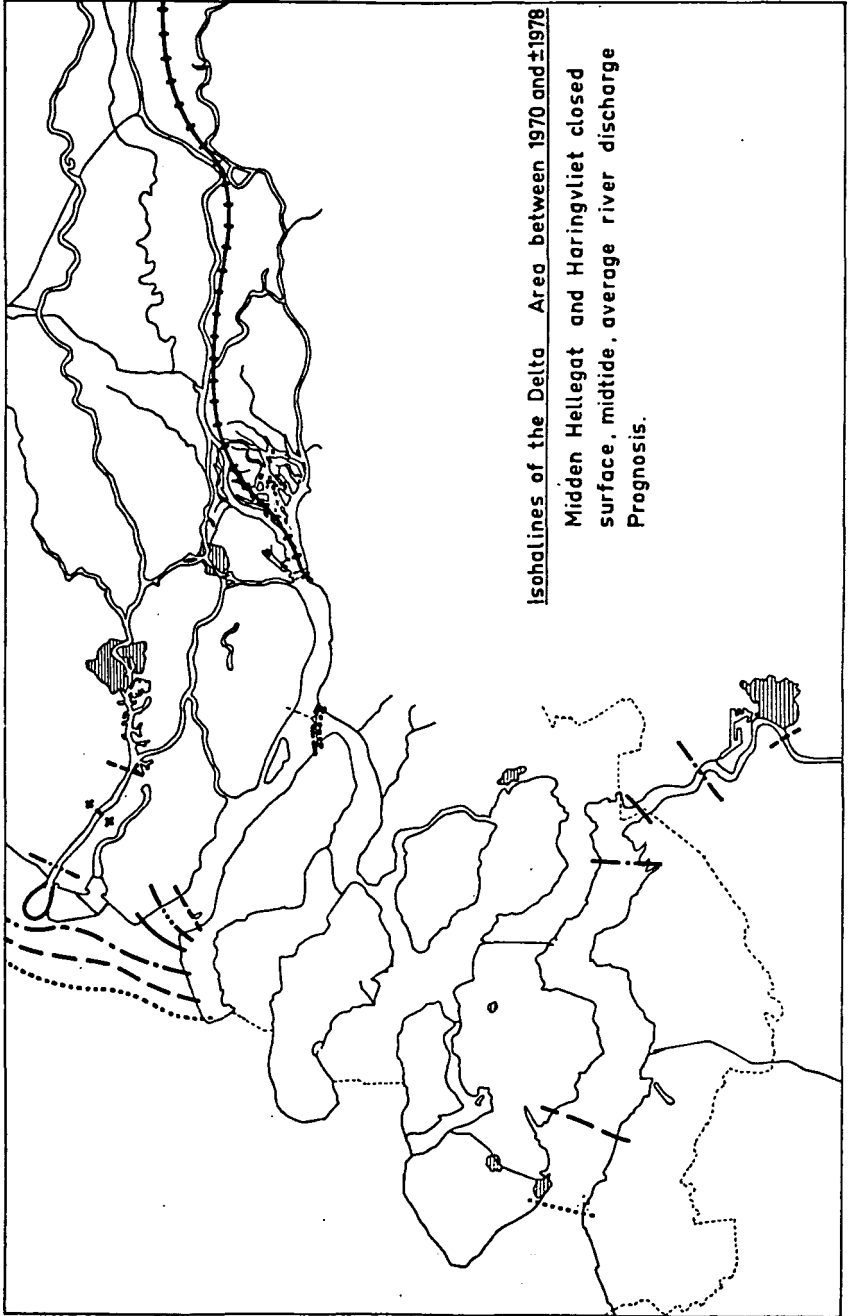 Isohalines of the Delta Area between 1970 and ±1978
Midden Hellegat and Haringvliet closed
surface, midtide, average river discharge
Prognosis.